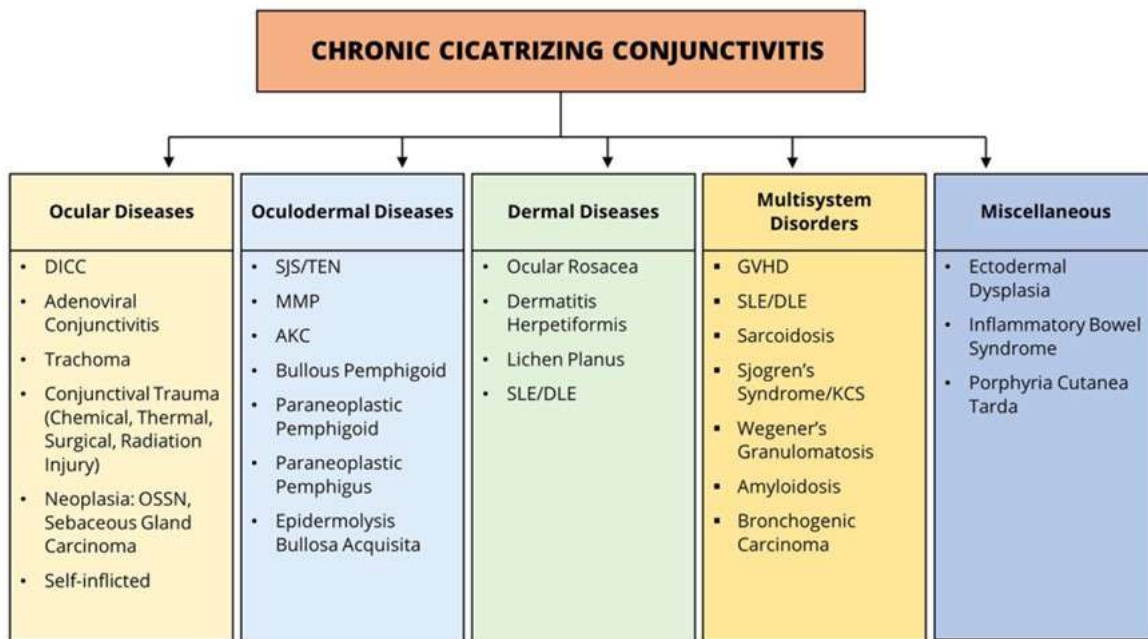 CHRONIC CICATRIZING CONJUNCTIVITIS
Ocular Diseases
• DICC
• Adenoviral
Conjunctivitis
• Trachoma
• Conjunctival Trauma
(Chemical, Thermal,
Surgical, Radiation
Injury)
• Neoplasia: OSSN,
Sebaceous Gland
Carcinoma
• Self-inflicted
Oculodermal Diseases
• SJS/TEN
• MMP
• AKC
• Bullous Pemphigoid
• Paraneoplastic
Pemphigoid
• Paraneoplastic
Pemphigus
• Epidermolysis
Bullosa Acquisita
Dermal Diseases
• Ocular Rosacea
• Dermatitis
Herpetiformis
• Lichen Planus
• SLE/DLE
Multisystem
Disorders
▪ GVHD
▪ SLE/DLE
▪ Sarcoidosis
▪ Sjogren's
Syndrome/KCS
▪ Wegener's
Granulomatosis
▪ Amyloidosis
▪ Bronchogenic
Carcinoma
Miscellaneous
• Ectodermal
Dysplasia
• Inflammatory Bowel
Syndrome
• Porphyria Cutanea
Tarda